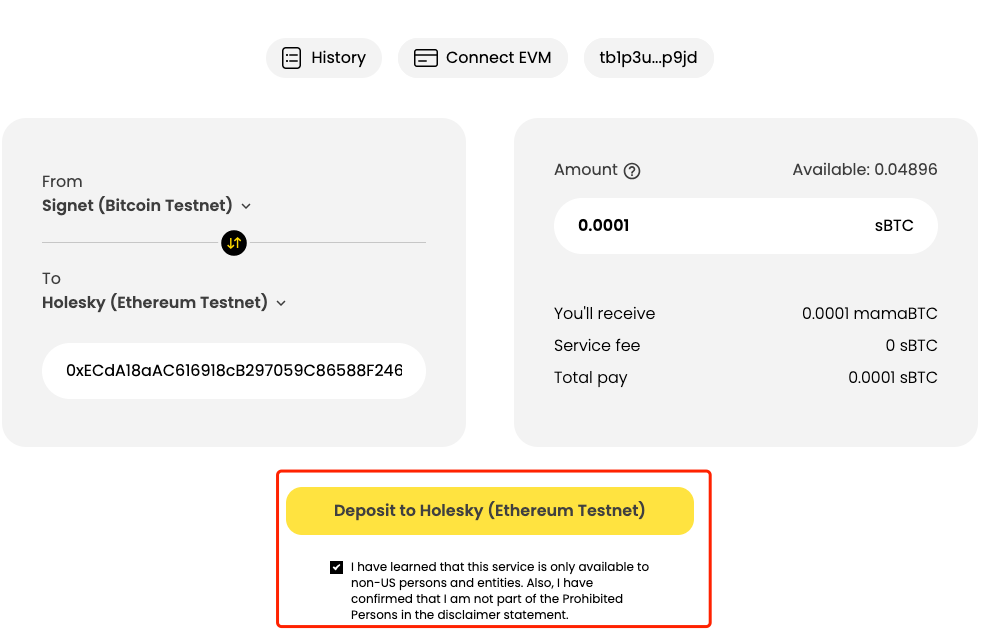 History
Connect EVM
tb1p3u...p9jd
From
Signet (Bitcoin Testnet)
To
Holesky (Ethereum Testnet)
0xECdA18aAC616918cB297059C86588F246
Amount ?
Available: 0.04896
0.0001
sBTC
You'll receive
0.0001 mamaBTC
Service fee
0 sBTC
Total pay
0.0001 sBTC
Deposit to Holesky (Ethereum Testnet)
I have learned that this service is only available to
non-US persons and entities. Also, I have
confirmed that I am not part of the Prohibited
Persons in the disclaimer statement.